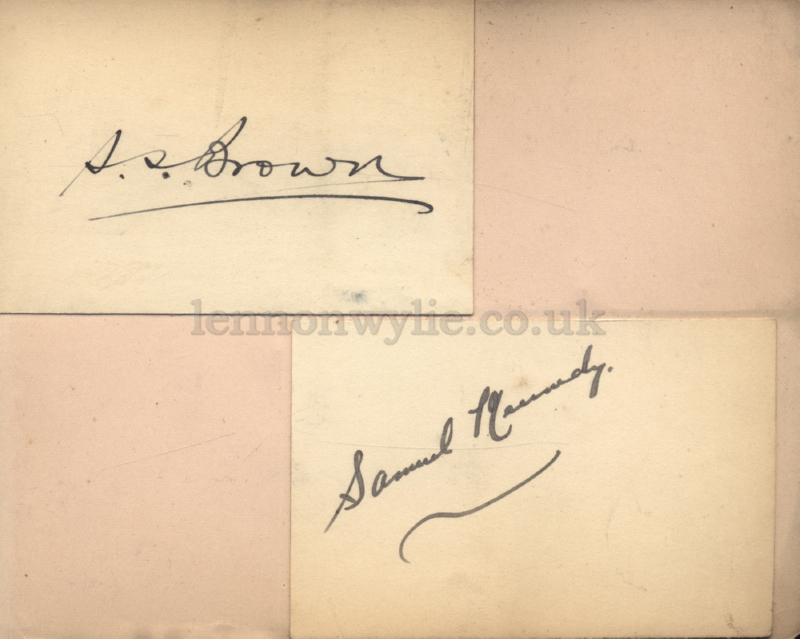 S. S. Brown
lennonwylie.co.uk
Samuel Kennedy.